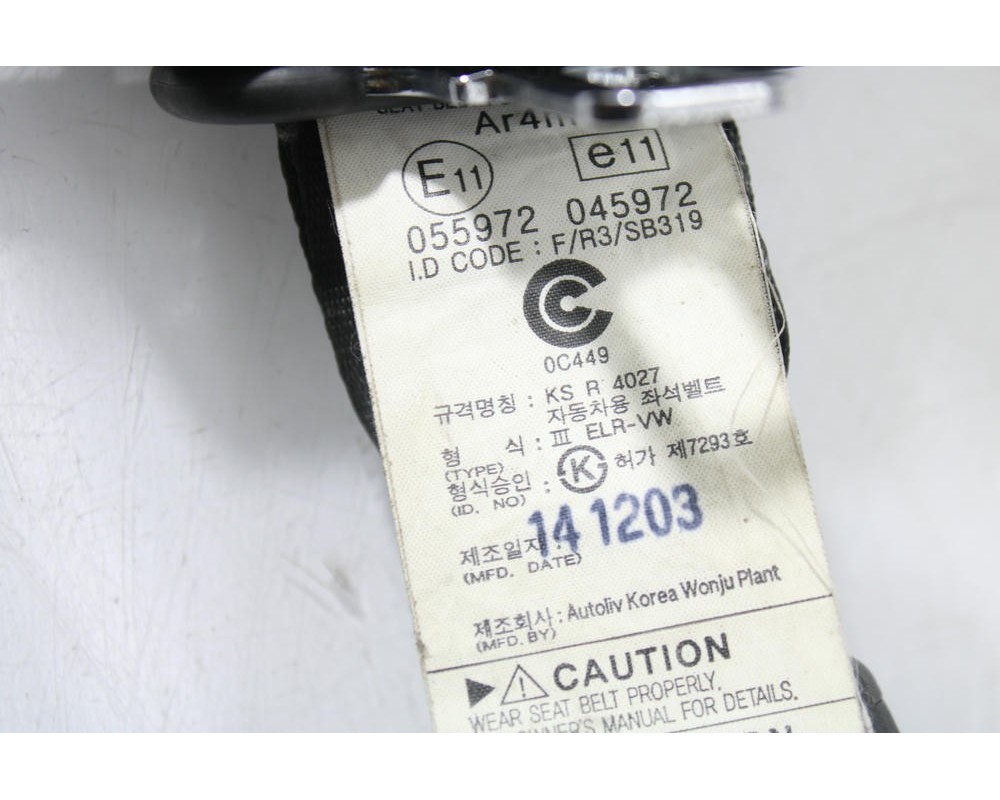 Ar4m
E11 e11
055972 045972
I.D CODE : F/R3/SB319
0C449
규격명칭 : KS R 4027
자동차용 좌석벨트
형 식 : III ELR-VW
(TYPE)
형식승인 : K 허가 제7293호
(ID. NO)
14 1203
제조일자 :
(MFD. DATE)
제조회사 : Autoliv Korea Wonju Plant
(MFD.BY)
CAUTION
WEAR SEAT BELT PROPERLY.
OWNER'S MANUAL FOR DETAILS.